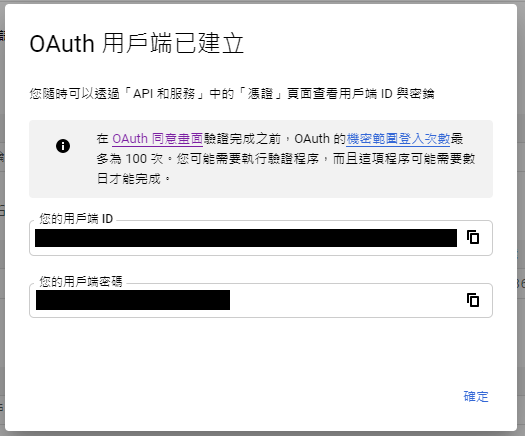 OAuth 用戶端已建立
您隨時可以透過「API 和服務」中的「憑證」頁面查看用戶端 ID 與密鑰
在 OAuth 同意畫面驗證完成之前，OAuth 的機密範圍登入次數最
多為 100 次。您可能需要執行驗證程序，而且這項程序可能需要數
日才能完成。
您的用戶端 ID
您的用戶端密碼
確定